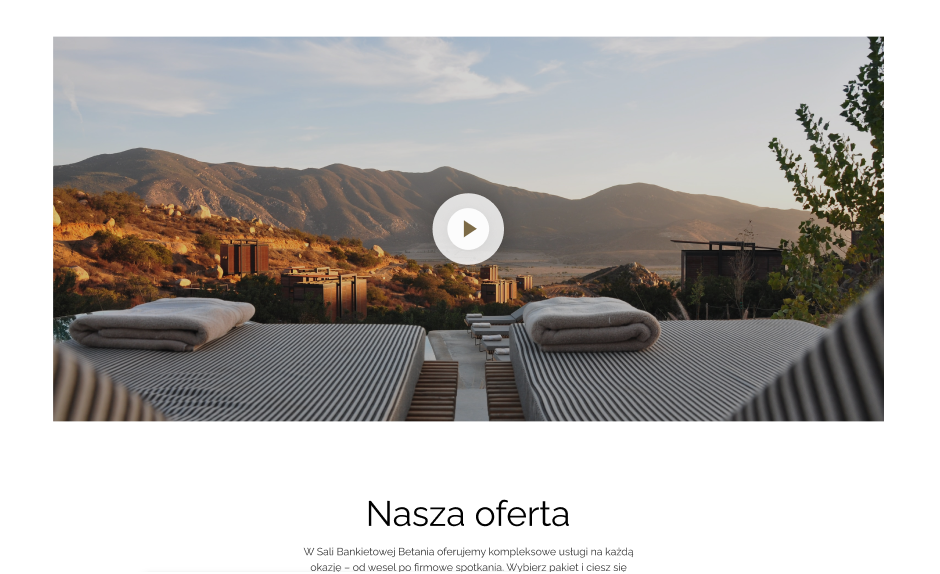 Nasza oferta
W Sali Bankietowej Betania oferujemy kompleksowe usługi na każdą
okazję – od wesel po firmowe spotkania. Wybierz pakiet i ciesz się